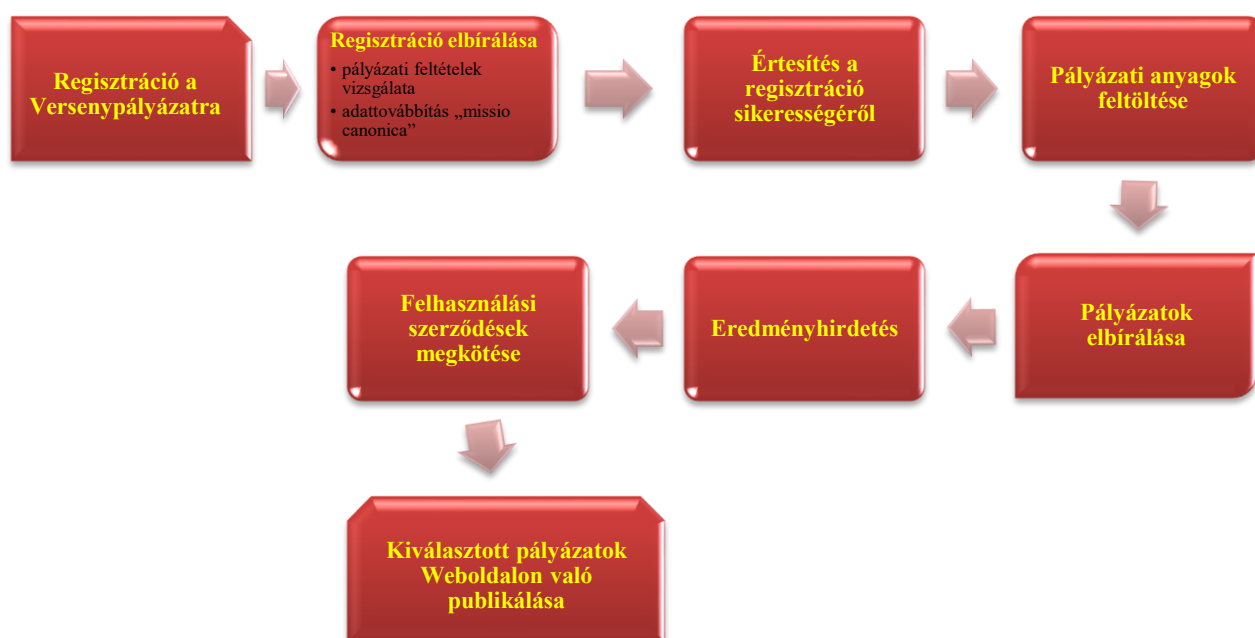 Regisztráció a
Versenypályázatra
Regisztráció elbírálása
• pályázati feltételek
vizsgálata
• adattovábbítás „missio
canonica”
Értesítés a
regisztráció
sikerességéről
Pályázati anyagok
feltöltése
Pályázatok
elbírálása
Eredményhirdetés
Felhasználási
szerződések
megkötése
Kiválasztott pályázatok
Weboldalon való
publikálása